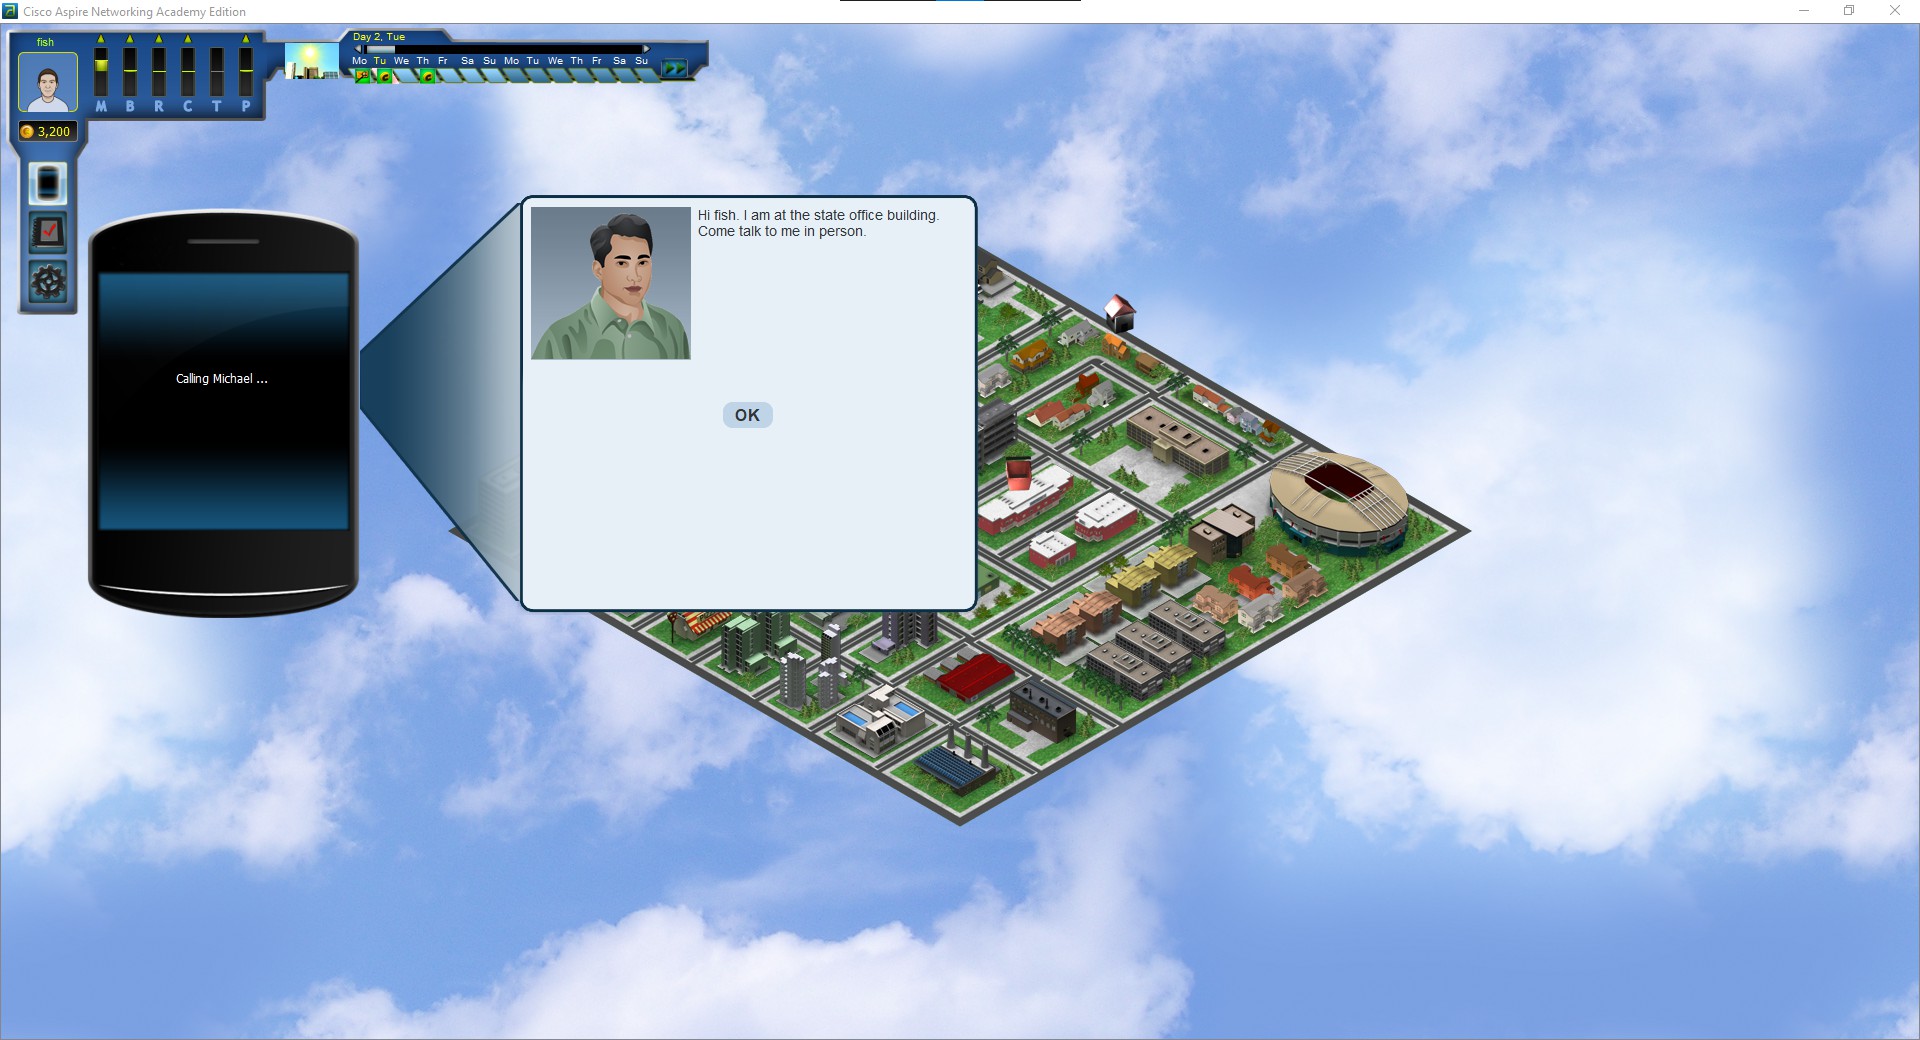 Cisco Aspire Networking Academy Edition
fish
M B R C T P
3,200
Day 2, Tue
Mo Tu We Th Fr Sa Su Mo Tu We Th Fr Sa Su
Calling Michael ...
Hi fish. I am at the state office building.
Come talk to me in person.
OK